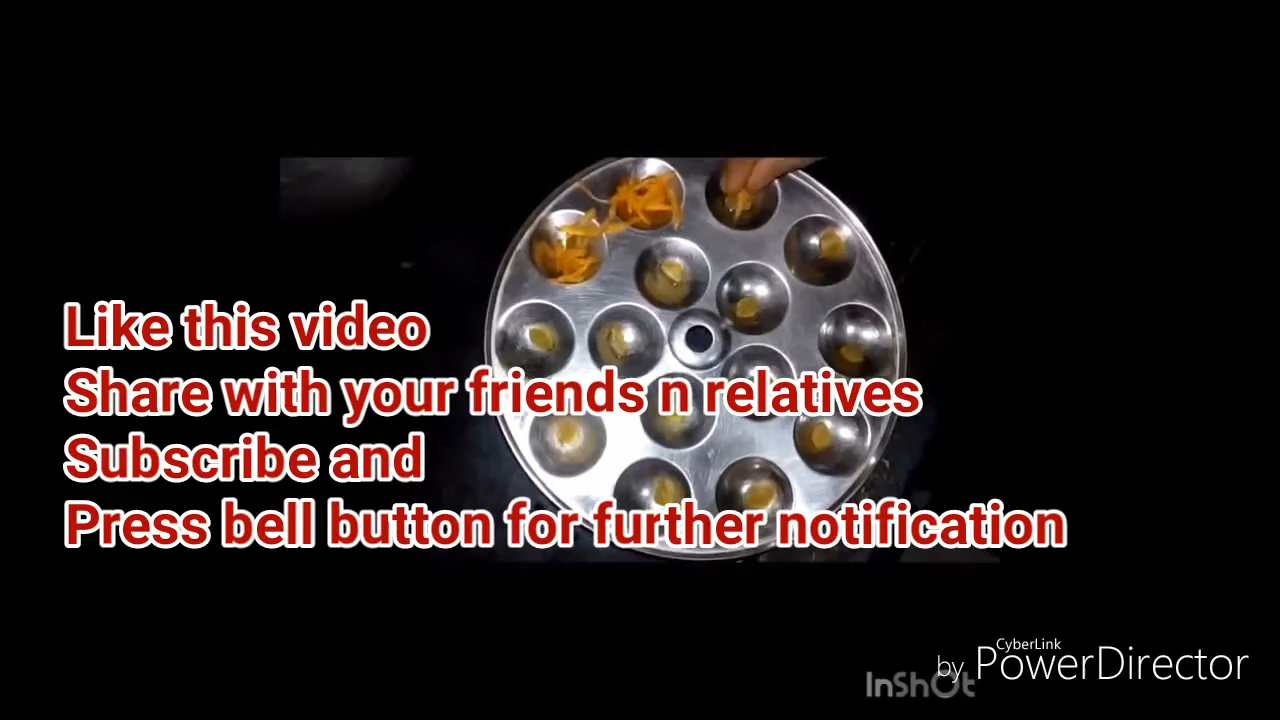 Like this video
Share with your friends n relatives
Subscribe and
Press bell button for further notification
CyberLink
by PowerDirector
InShOt